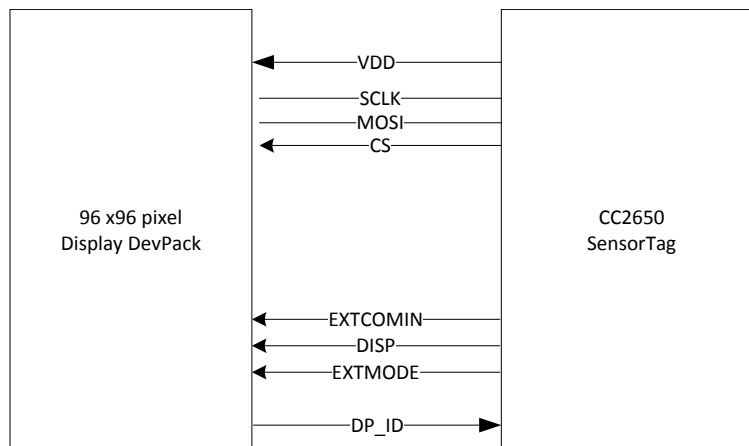 VDD
SCLK
MOSI
CS
96 x96 pixel
Display DevPack
CC2650
SensorTag
EXTCOMIN
DISP
EXTMODE
DP_ID